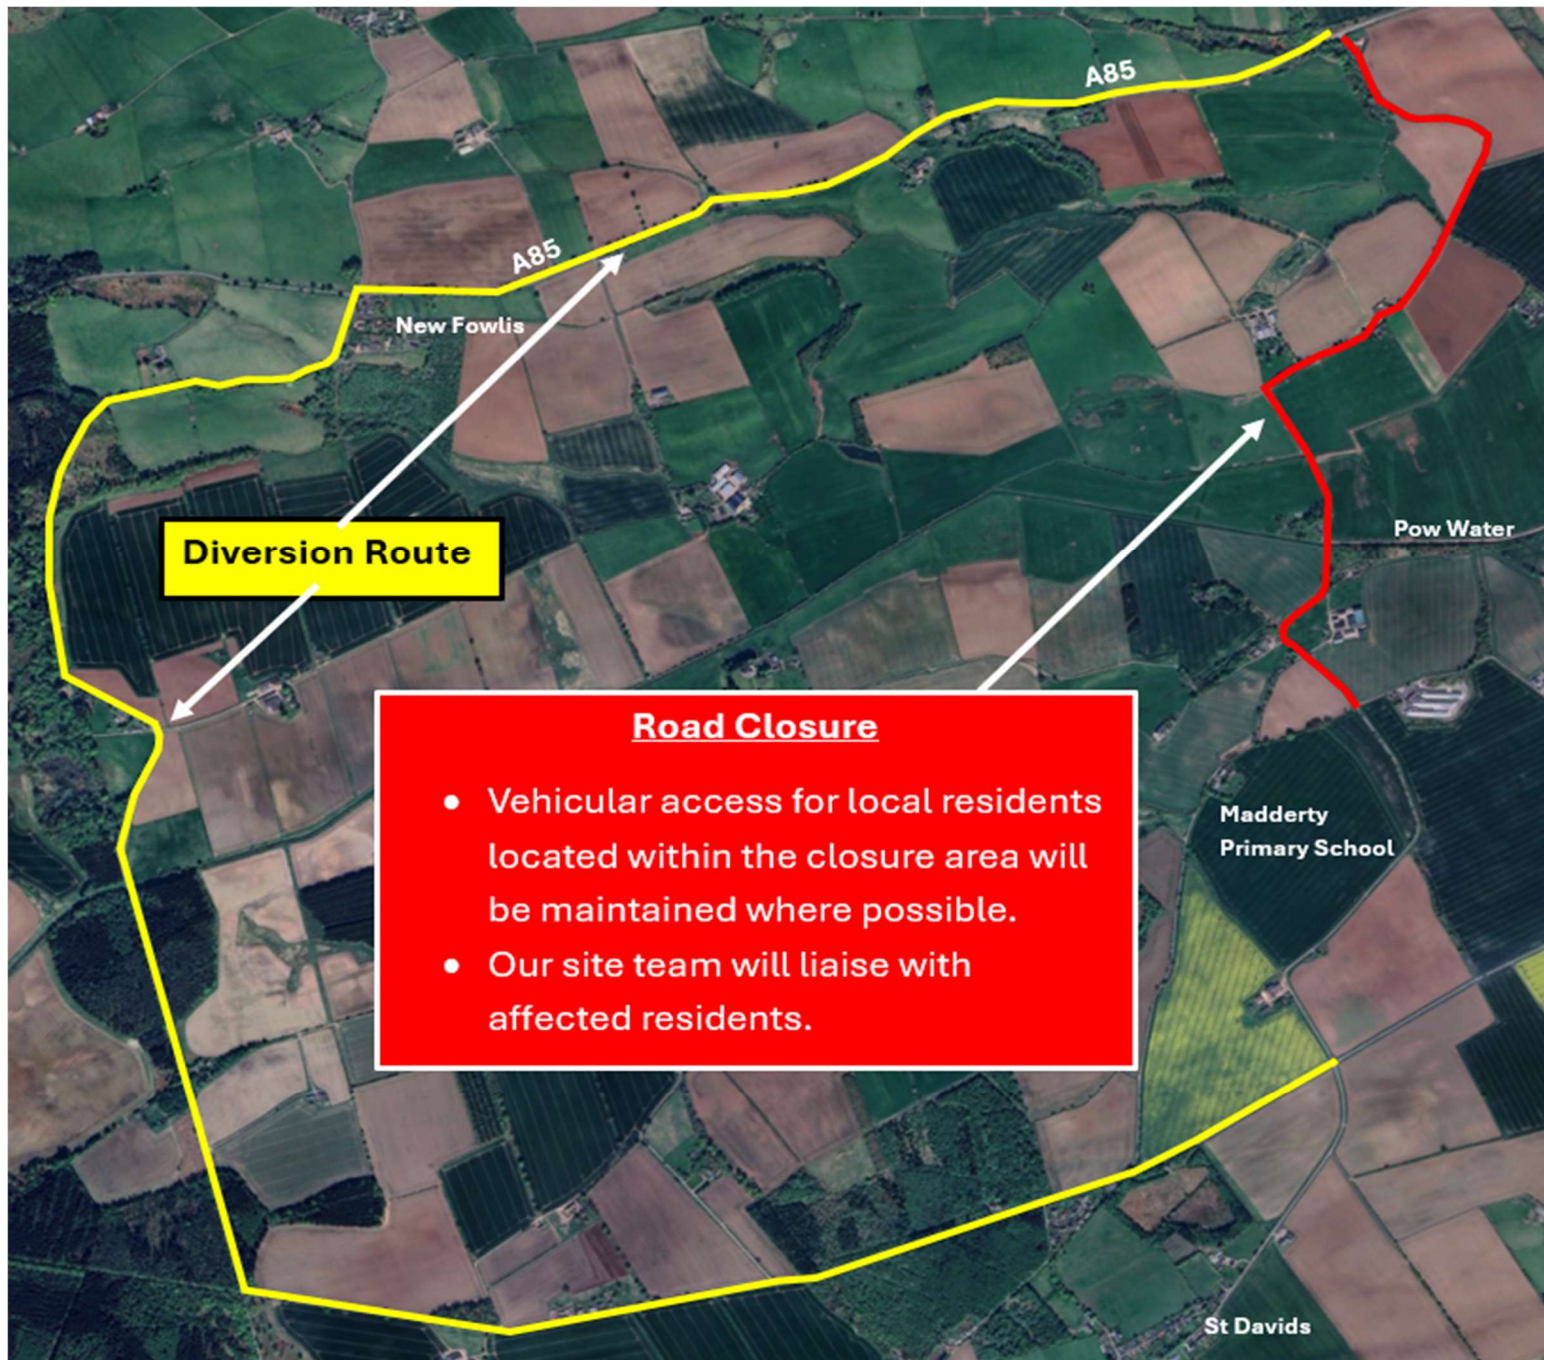 A85
A85
New Fowlis
Pow Water
Diversion Route
Road Closure
• Vehicular access for local residents
located within the closure area will
be maintained where possible.
• Our site team will liaise with
affected residents.
Madderty
Primary School
St Davids